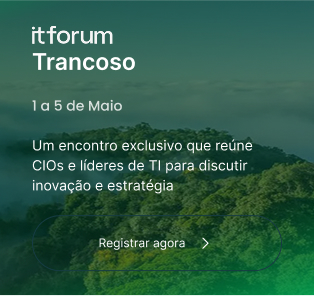 itforum
Trancoso
1 a 5 de Maio
Um encontro exclusivo que reúne
CIOs e líderes de TI para discutir
inovação e estratégia
Registrar agora